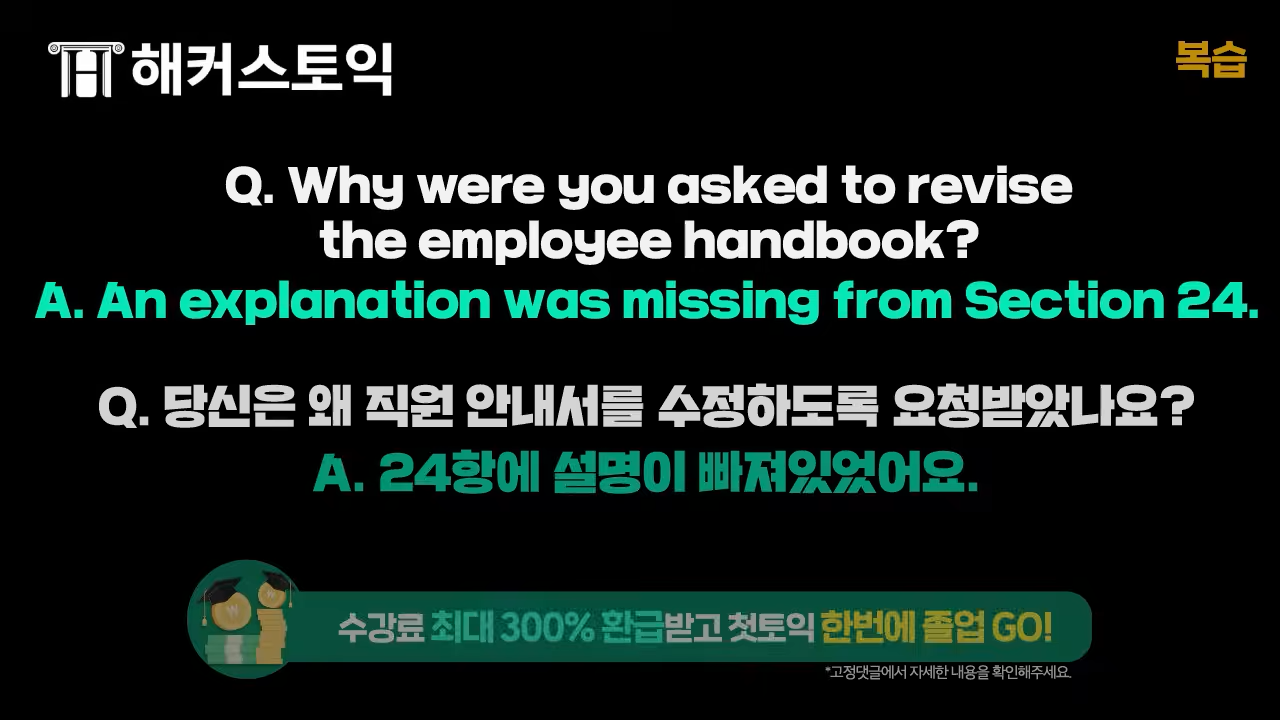 해커스토익
복습
Q. Why were you asked to revise
the employee handbook?
A. An explanation was missing from Section 24.
Q. 당신은 왜 직원 안내서를 수정하도록 요청받았나요?
A. 24항에 설명이 빠져있었어요.
수강료 최대 300% 환급받고 첫토익 한번에 졸업 GO!
*고정댓글에서 자세한 내용을 확인해주세요.